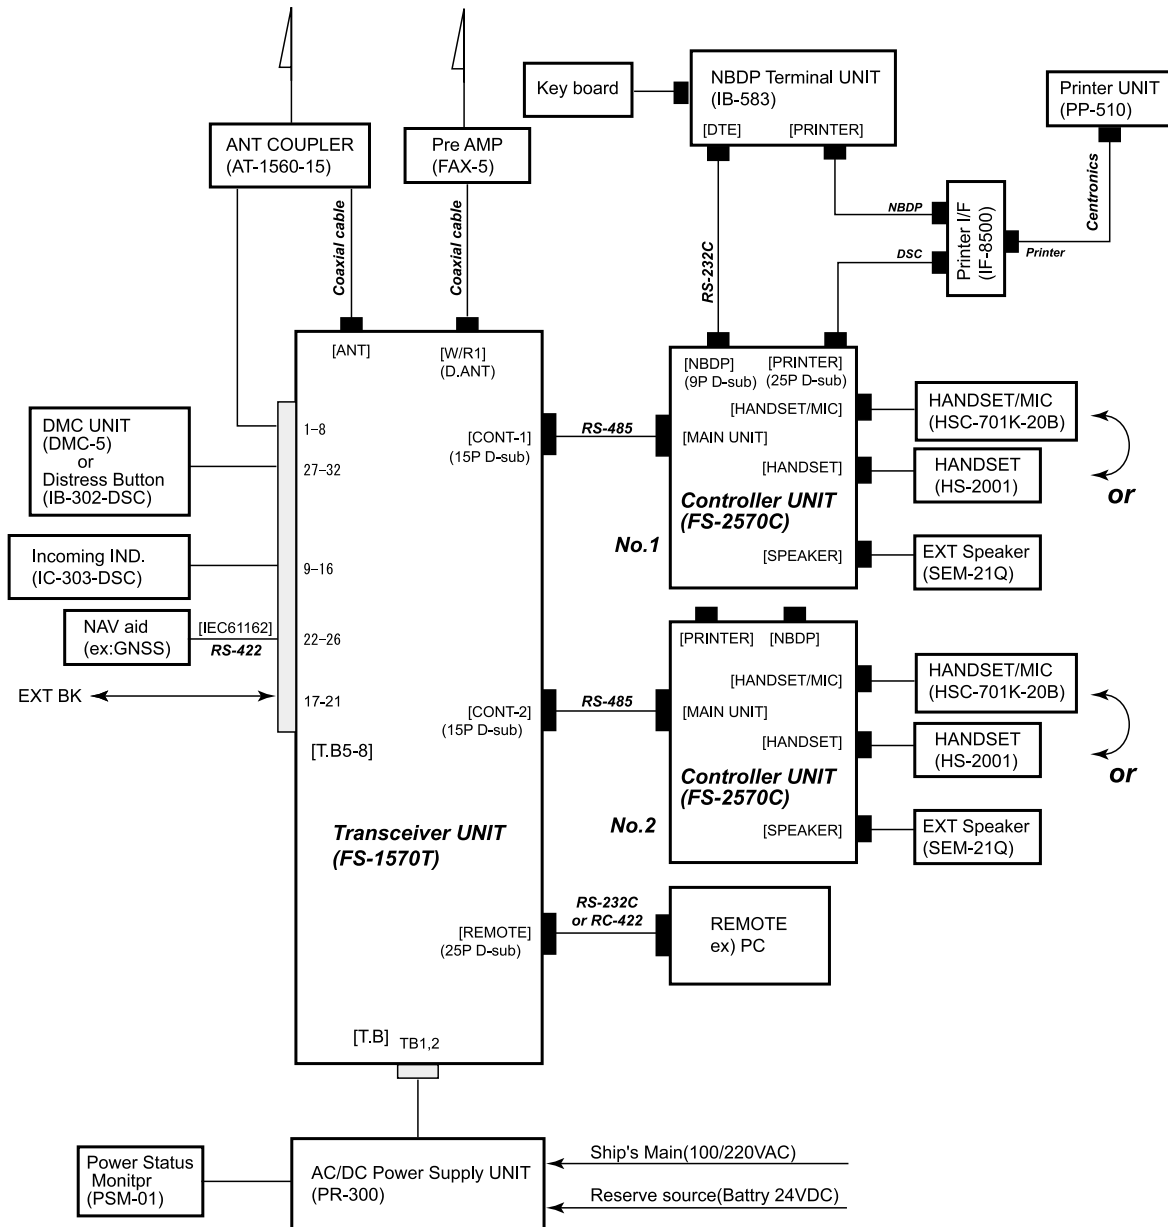 Key board
NBDP Terminal UNIT
(IB-583)
[DTE]
[PRINTER]
Printer UNIT
(PP-510)
ANT COUPLER
(AT-1560-15)
Pre AMP
(FAX-5)
Coaxial cable
Coaxial cable
RS-232C
NBDP
DSC
Printer I/F
(IF-8500)
Printer
Centronics
[ANT]
[W/R1]
(D.ANT)
[NBDP]
(9P D-sub)
[PRINTER]
(25P D-sub)
[HANDSET/MIC]
[MAIN UNIT]
[HANDSET]
Controller UNIT
(FS-2570C)
No.1
[SPEAKER]
HANDSET/MIC
(HSC-701K-20B)
HANDSET
(HS-2001)
or
EXT Speaker
(SEM-21Q)
DMC UNIT
(DMC-5)
or
Distress Button
(IB-302-DSC)
1-8
27-32
[CONT-1]
(15P D-sub)
RS-485
Incoming IND.
(IC-303-DSC)
9-16
NAV aid
(ex:GNSS)
[IEC61162]
RS-422
22-26
EXT BK
17-21
[T.B5-8]
[CONT-2]
(15P D-sub)
RS-485
[PRINTER]
[NBDP]
[HANDSET/MIC]
[MAIN UNIT]
[HANDSET]
Controller UNIT
(FS-2570C)
No.2
[SPEAKER]
HANDSET/MIC
(HSC-701K-20B)
HANDSET
(HS-2001)
or
EXT Speaker
(SEM-21Q)
Transceiver UNIT
(FS-1570T)
[REMOTE]
(25P D-sub)
RS-232C
or RC-422
REMOTE
ex) PC
[T.B]
TB1,2
Power Status
Monitpr
(PSM-01)
AC/DC Power Supply UNIT
(PR-300)
Ship's Main(100/220VAC)
Reserve source(Battry 24VDC)